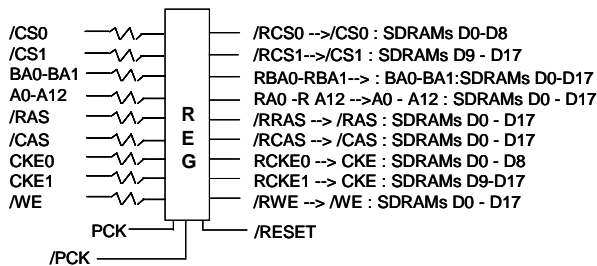 /CS0 /RCS0 -->/CS0 : SDRAMs D0-D8
/CS1 /RCS1-->/CS1 : SDRAMs D9 - D17
BA0-BA1 RBA0-RBA1--> : BA0-BA1:SDRAMs D0-D17
A0-A12 RA0 -R A12 -->A0 - A12 : SDRAMs D0 - D17
/RAS R /RRAS --> /RAS : SDRAMs D0 - D17
/CAS E /RCAS --> /CAS : SDRAMs D0 - D17
CKE0 G RCKE0 --> CKE : SDRAMs D0 - D8
CKE1 RCKE1 --> CKE : SDRAMs D9-D17
/WE /RWE --> /WE : SDRAMs D0 - D17
PCK /RESET
/PCK